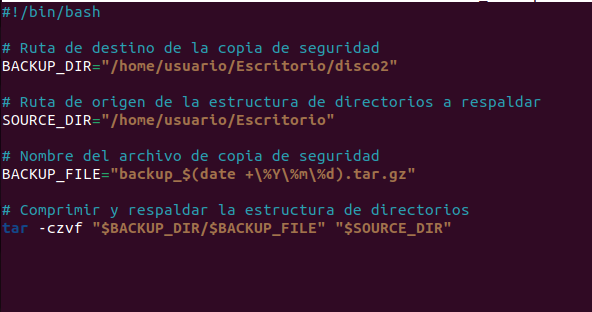 #!/bin/bash
# Ruta de destino de la copia de seguridad
BACKUP_DIR="/home/usuario/Escritorio/disco2"
# Ruta de origen de la estructura de directorios a respaldar
SOURCE_DIR="/home/usuario/Escritorio"
# Nombre del archivo de copia de seguridad
BACKUP_FILE="backup_$(date +\%Y\%m\%d).tar.gz"
# Comprimir y respaldar la estructura de directorios
tar -czvf "$BACKUP_DIR/$BACKUP_FILE" "$SOURCE_DIR"